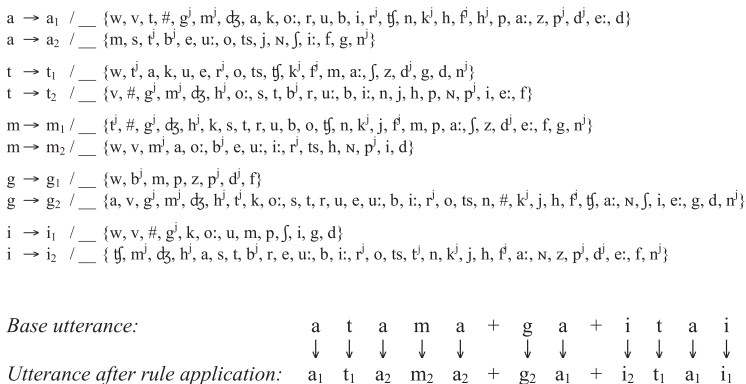 a → a₁ / __ {w, v, t, #, gʲ, mʲ, ʤ, a, k, oː, r, u, b, i, rʲ, ʧ, n, kʲ, h, fʲ, hʲ, p, aː, z, pʲ, dʲ, eː, d}
a → a₂ / __ {m, s, tʲ, bʲ, e, uː, o, ts, j, ɴ, ʃ, iː, f, g, nʲ}
t → t₁ / __ {w, tʲ, a, k, u, e, rʲ, o, ts, ʧ, kʲ, fʲ, m, aː, ʃ, z, dʲ, g, d, nʲ}
t → t₂ / __ {v, #, gʲ, mʲ, ʤ, hʲ, oː, s, t, bʲ, r, uː, b, iː, n, j, h, p, ɴ, pʲ, i, eː, f}
m → m₁ / __ {tʲ, #, gʲ, ʤ, hʲ, k, s, t, r, u, b, o, ʧ, n, kʲ, j, fʲ, m, p, aː, ʃ, z, dʲ, eː, f, g, nʲ}
m → m₂ / __ {w, v, mʲ, a, oː, bʲ, e, uː, iː, rʲ, ts, h, ɴ, pʲ, i, d}
g → g₁ / __ {w, bʲ, m, p, z, pʲ, dʲ, f}
g → g₂ / __ {a, v, gʲ, mʲ, ʤ, hʲ, tʲ, k, oː, s, t, r, u, e, uː, b, iː, rʲ, o, ts, n, #, kʲ, j, h, fʲ, ʧ, aː, ɴ, ʃ, i, eː, g, d, nʲ}
i → i₁ / __ {w, v, #, gʲ, k, oː, u, m, p, ʃ, i, g, d}
i → i₂ / __ { ʧ, mʲ, ʤ, hʲ, a, s, t, bʲ, r, e, uː, b, iː, rʲ, o, ts, tʲ, n, kʲ, j, h, fʲ, aː, ɴ, z, pʲ, dʲ, eː, f, nʲ}
Base utterance: a t a m a + g a + i t a i
↓ ↓ ↓ ↓ ↓ ↓ ↓ ↓ ↓ ↓ ↓
Utterance after rule application: a₁ t₁ a₂ m₂ a₂ + g₂ a₁ + i₂ t₁ a₁ i₁